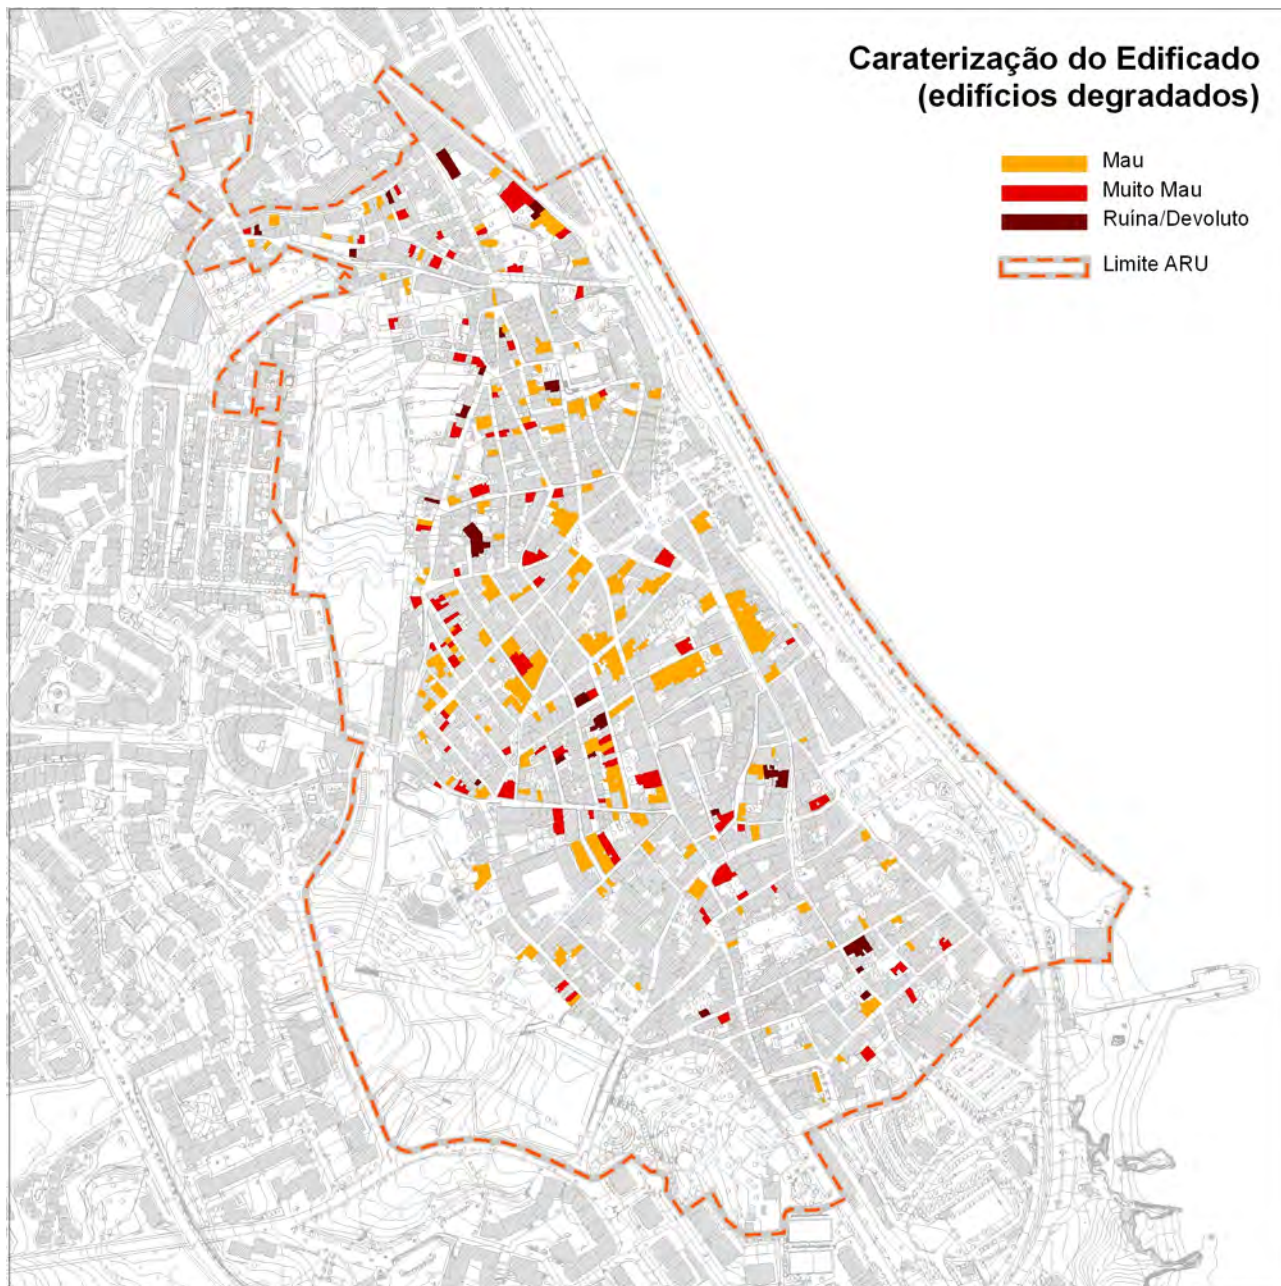 Caraterização do Edificado
(edifícios degradados)
Mau
Muito Mau
Ruína/Devoluto
Limite ARU